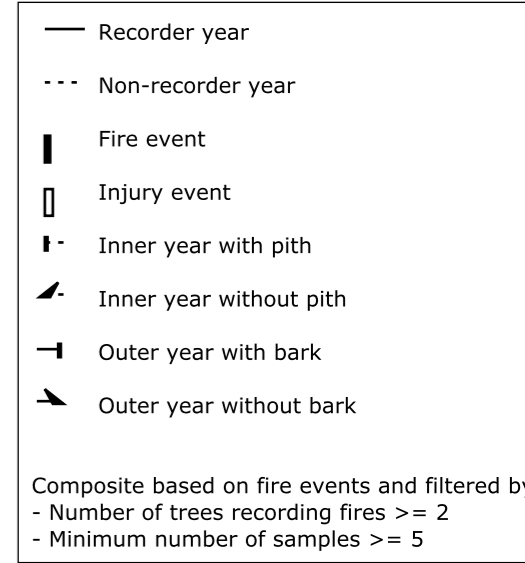 Recorder year
Non-recorder year
Fire event
Injury event
Inner year with pith
Inner year without pith
Outer year with bark
Outer year without bark
Composite based on fire events and filtered by
- Number of trees recording fires >= 2
- Minimum number of samples >= 5